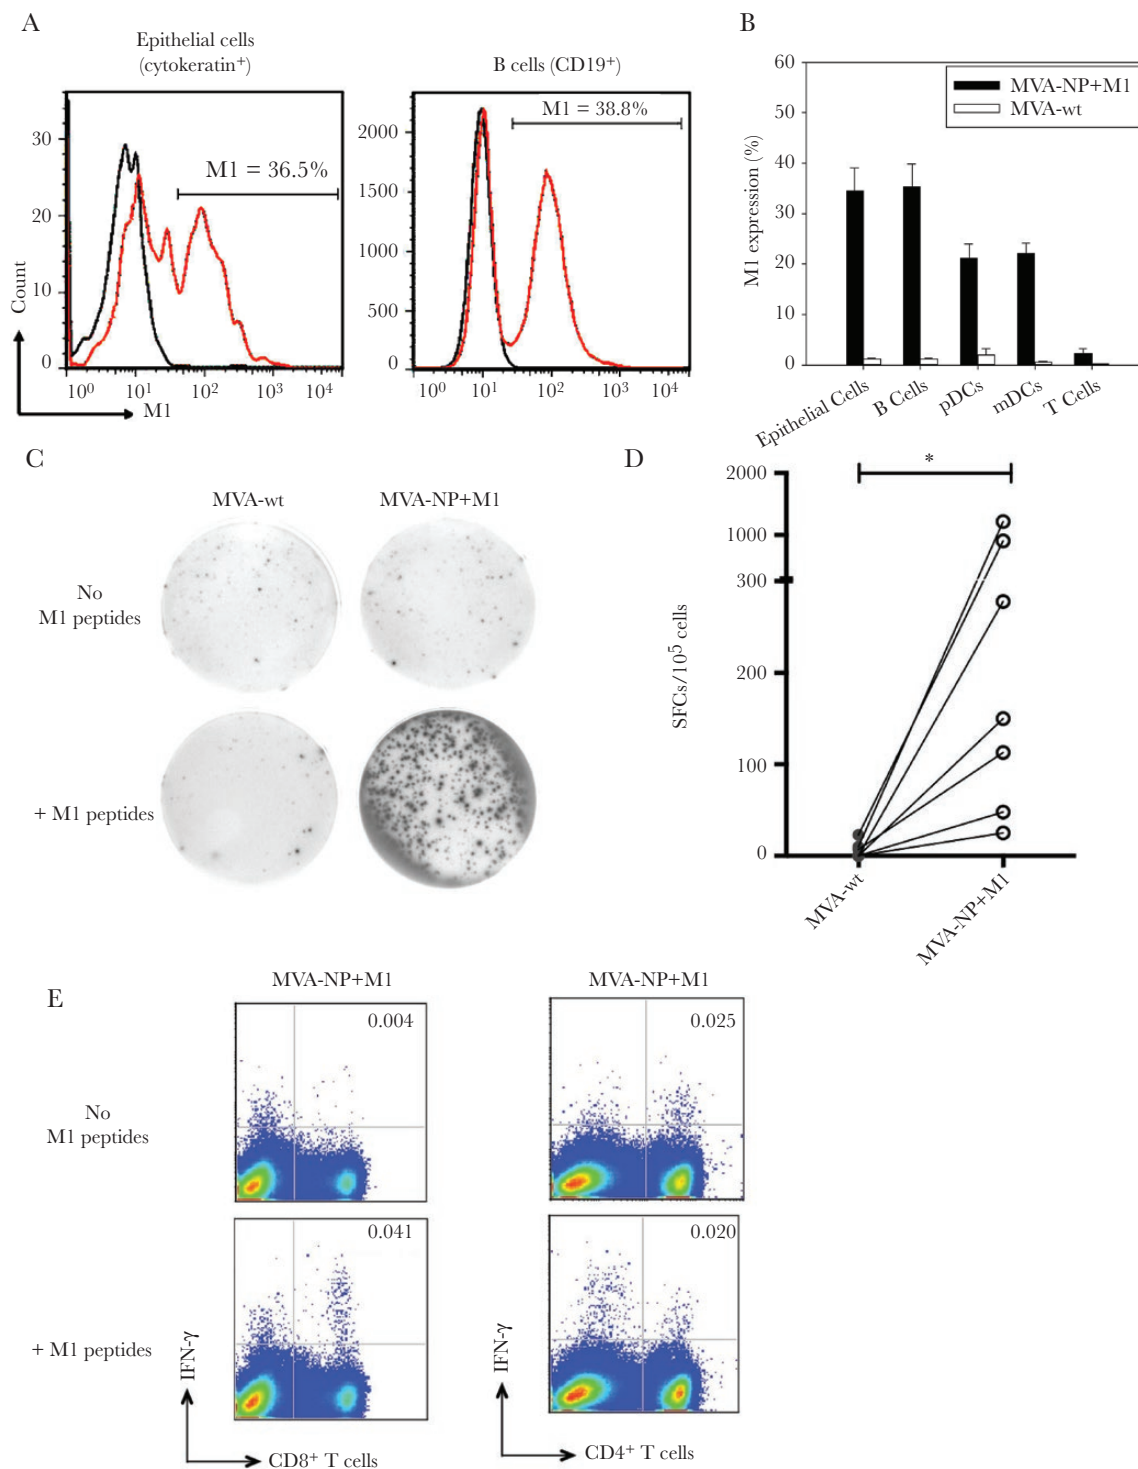 A
Epithelial cells
(cytokeratin+)
B cells (CD19+)
M1 = 36.5%
M1 = 38.8%
Count
30
20
10
0
2000
1500
1000
500
0
10⁰ 10¹ 10² 10³ 10⁴
10⁰ 10¹ 10² 10³ 10⁴
M1
B
MVA-NP+M1
MVA-wt
M1 expression (%)
60
50
40
30
20
10
0
Epithelial Cells
B Cells
pDCs
mDCs
T Cells
C
MVA-wt
MVA-NP+M1
No
M1 peptides
+ M1 peptides
D
*
SFCs/10⁵ cells
2000
1000
300
200
100
0
MVA-wt
MVA-NP+M1
E
MVA-NP+M1
MVA-NP+M1
No
M1 peptides
0.004
0.025
+ M1 peptides
0.041
0.020
IFN-γ
IFN-γ
CD8+ T cells
CD4+ T cells